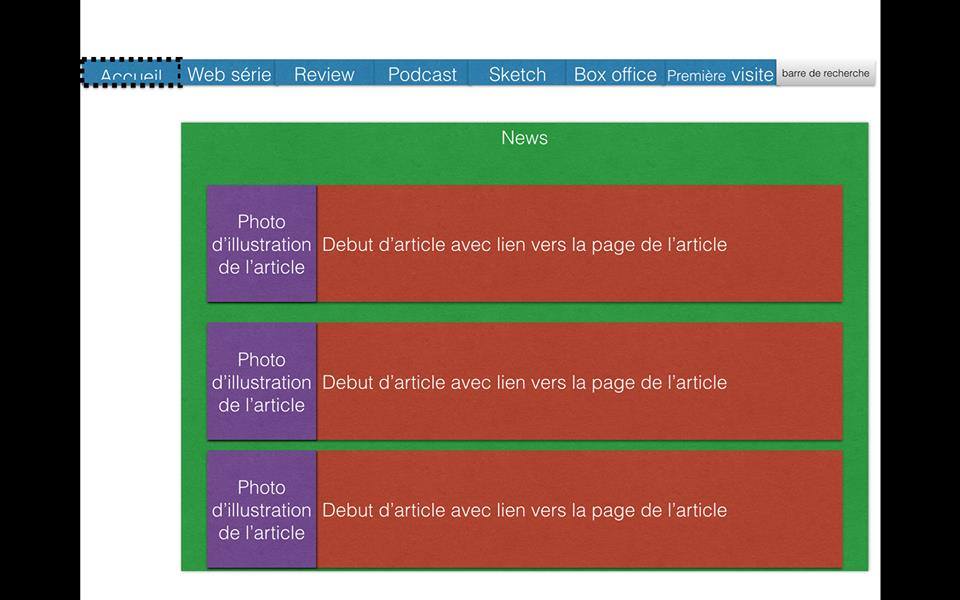 Accueil Web série Review Podcast Sketch Box office Première visite barre de recherche
News
Photo
d’illustration
de l’article
Debut d’article avec lien vers la page de l’article
Photo
d’illustration
de l’article
Debut d’article avec lien vers la page de l’article
Photo
d’illustration
de l’article
Debut d’article avec lien vers la page de l’article